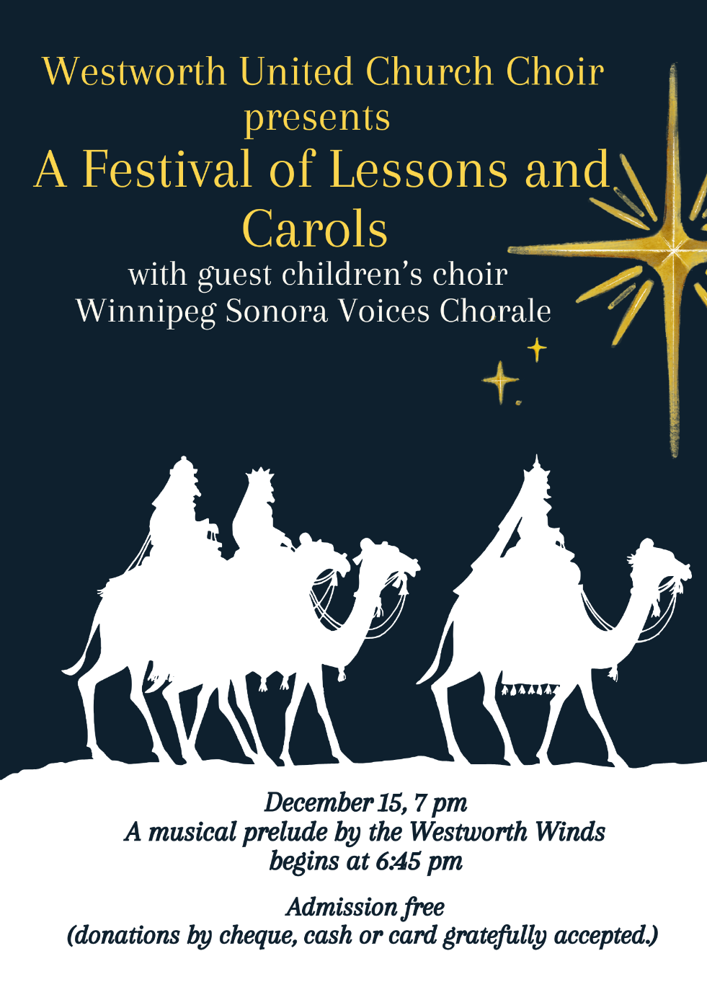 Westworth United Church Choir
presents
A Festival of Lessons and
Carols
with guest children’s choir
Winnipeg Sonora Voices Chorale
December 15, 7 pm
A musical prelude by the Westworth Winds
begins at 6:45 pm
Admission free
(donations by cheque, cash or card gratefully accepted.)